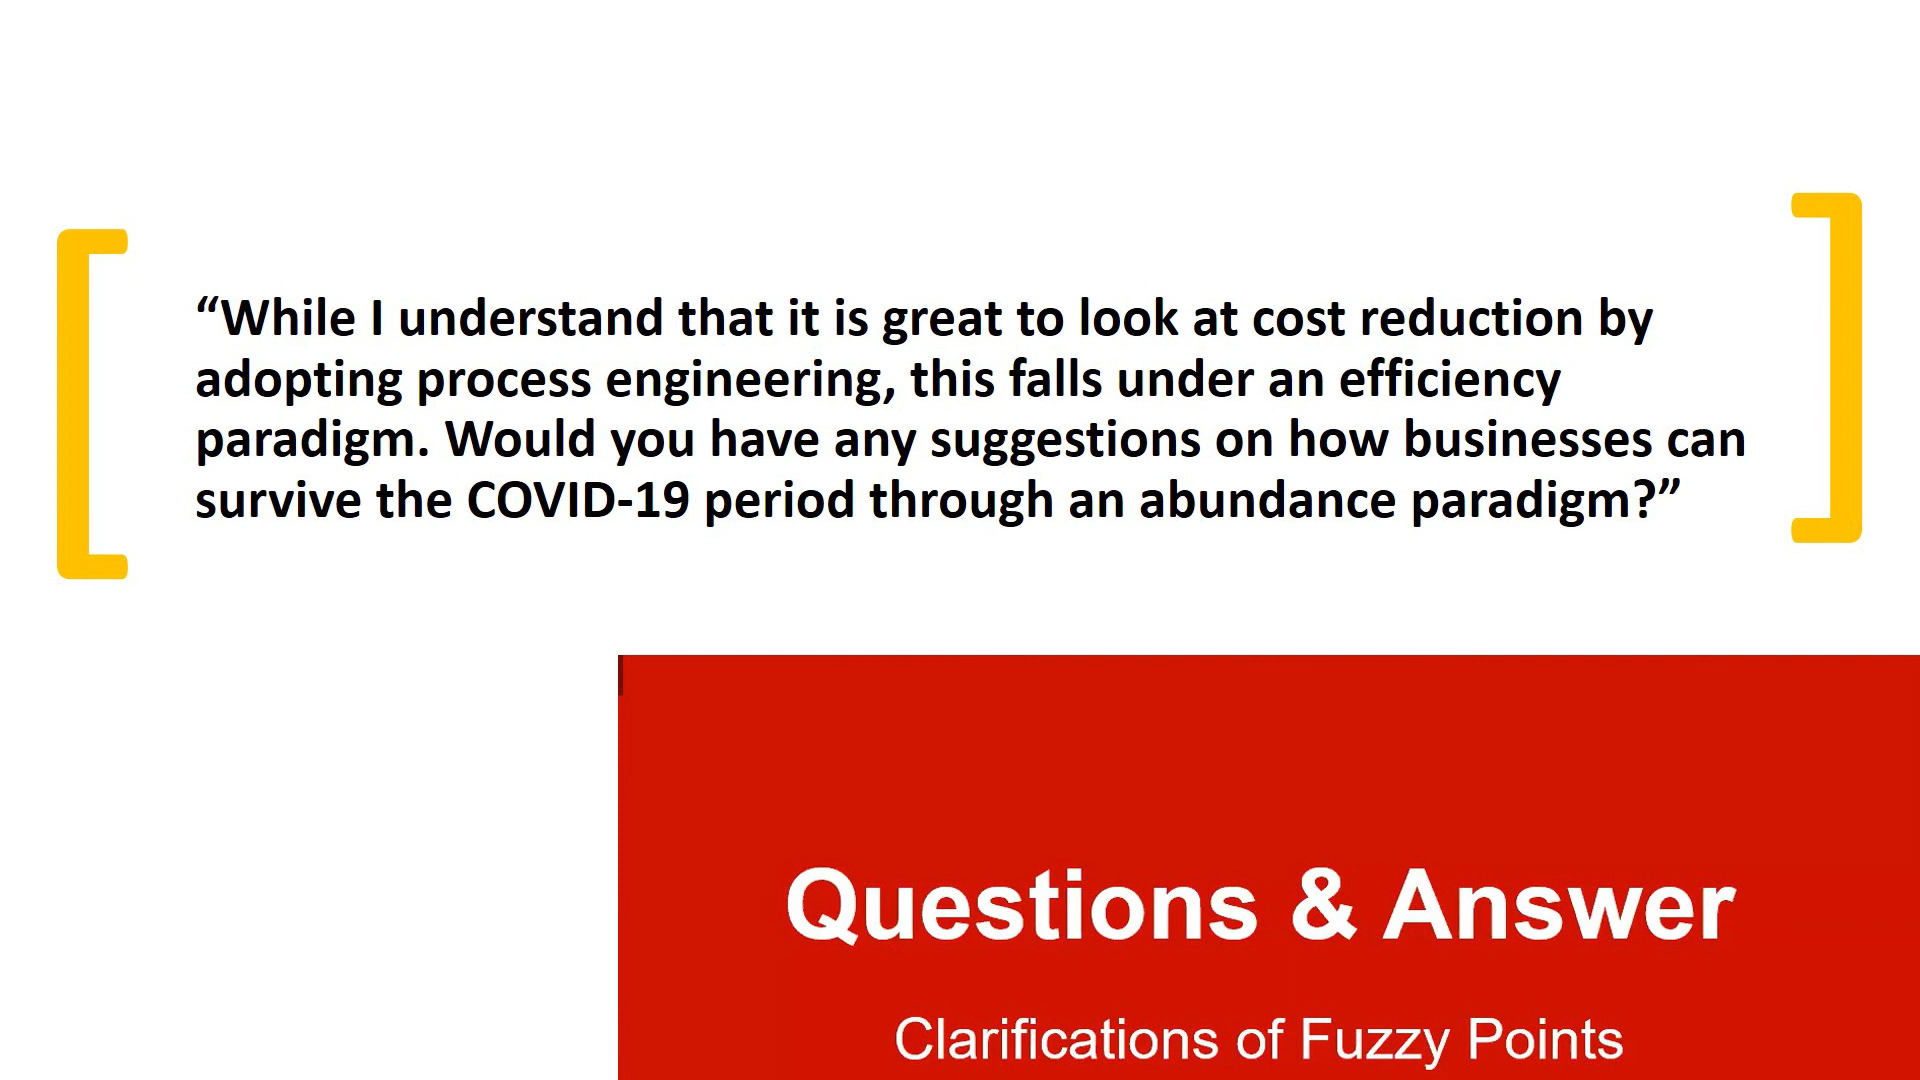 “While I understand that it is great to look at cost reduction by
adopting process engineering, this falls under an efficiency
paradigm. Would you have any suggestions on how businesses can
survive the COVID-19 period through an abundance paradigm?”
Questions & Answer
Clarifications of Fuzzy Points